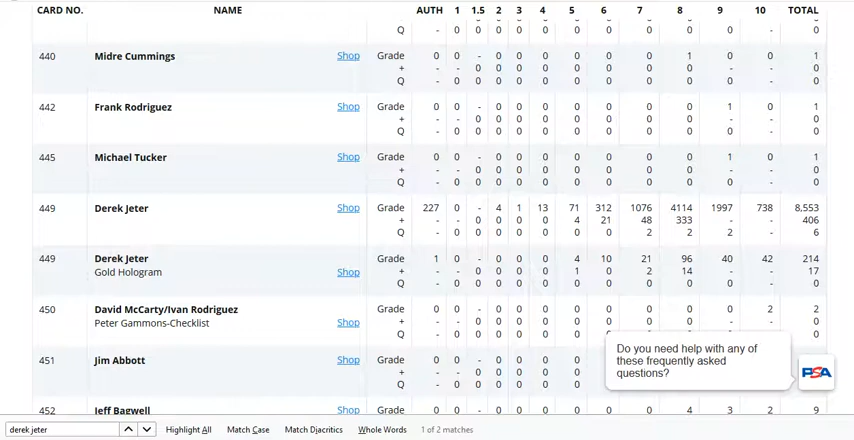 CARD NO. NAME AUTH 1 1.5 2 3 4 5 6 7 8 9 10 TOTAL
Q - 0 0 0 0 0 0 0 0 0 0 - 0
440 Midre Cummings Shop Grade 0 0 - 0 0 0 0 0 0 1 0 0 1
+ - - 0 0 0 0 0 0 0 0 - - 0
Q - 0 0 0 0 0 0 0 0 0 0 - 0
442 Frank Rodriguez Shop Grade 0 0 - 0 0 0 0 0 0 0 1 0 1
+ - - 0 0 0 0 0 0 0 0 - - 0
Q - 0 0 0 0 0 0 0 0 0 0 - 0
445 Michael Tucker Shop Grade 0 0 - 0 0 0 0 0 0 0 1 0 1
+ - - 0 0 0 0 0 0 0 0 - - 0
Q - 0 0 0 0 0 0 0 0 0 0 - 0
449 Derek Jeter Shop Grade 227 0 - 4 1 13 71 312 1076 4114 1997 738 8,553
+ - - 0 0 0 0 4 21 48 333 - - 406
Q - 0 0 0 0 0 0 0 2 2 2 - 6
449 Derek Jeter Grade 1 0 - 0 0 0 4 10 21 96 40 42 214
Gold Hologram Shop + - - 0 0 0 0 1 0 2 14 - - 17
Q - 0 0 0 0 0 0 0 0 0 0 - 0
450 David McCarty/Ivan Rodriguez Grade 0 0 - 0 0 0 0 0 0 0 0 2 2
Peter Gammons-Checklist Shop + - - 0 0 0 0 0 0 0 0 - - 0
Q - 0 0 0 0 0 0 0
451 Jim Abbott Shop Grade 0 0 - 0 0 0 0
+ - - 0 0 0 0 0
Q - 0 0 0 0 0 0
Do you need help with any of
these frequently asked
questions?
PSA
452 Jeff Bagwell Shop Grade 0 0 - 0 0 0 0 0 0 4 3 2 9
derek jeter Highlight All Match Case Match Diacritics Whole Words 1 of 2 matches